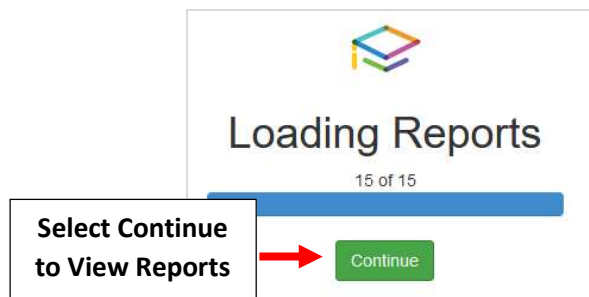 Loading Reports
15 of 15
Select Continue
to View Reports
Continue